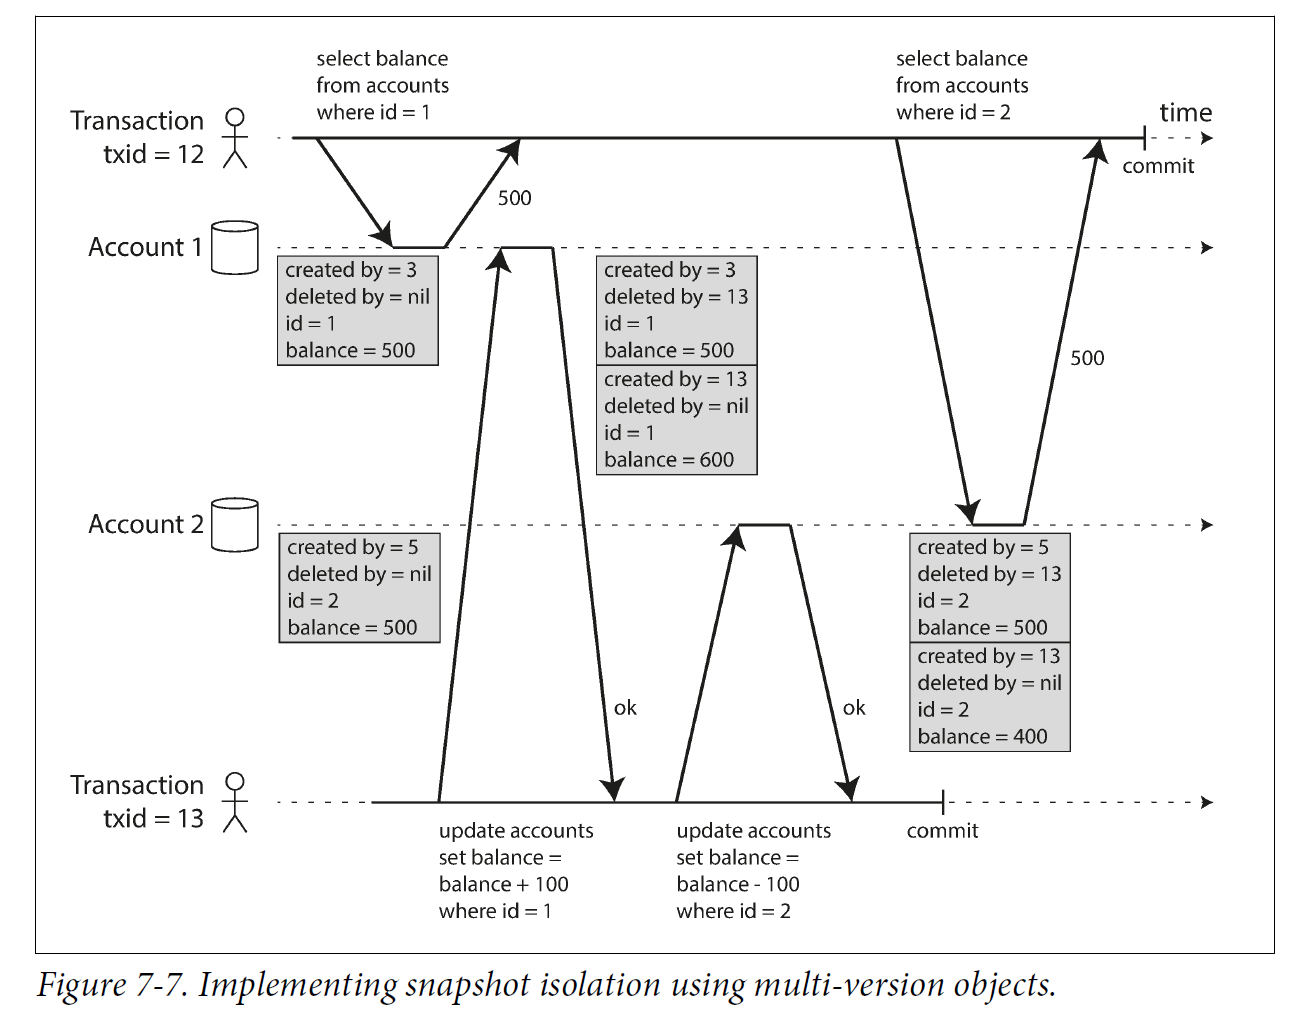 select balance
from accounts
where id = 1
select balance
from accounts
where id = 2
time
Transaction
txid = 12
commit
500
Account 1
created by = 3
deleted by = nil
id = 1
balance = 500
created by = 3
deleted by = 13
id = 1
balance = 500
created by = 13
deleted by = nil
id = 1
balance = 600
500
Account 2
created by = 5
deleted by = nil
id = 2
balance = 500
created by = 5
deleted by = 13
id = 2
balance = 500
created by = 13
deleted by = nil
id = 2
balance = 400
ok
ok
Transaction
txid = 13
commit
update accounts
set balance =
balance + 100
where id = 1
update accounts
set balance =
balance - 100
where id = 2
Figure 7-7. Implementing snapshot isolation using multi-version objects.